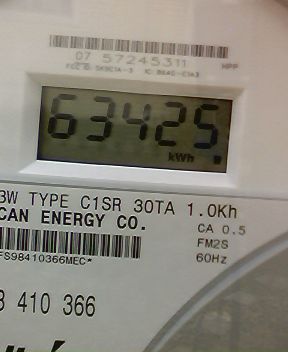 07 57245311
HPP
63425
kWh
3W TYPE C1SR 30TA 1.0Kh
CAN ENERGY CO.
CA 0.5
FM2S
FS98410366MEC*
60Hz
3 410 366